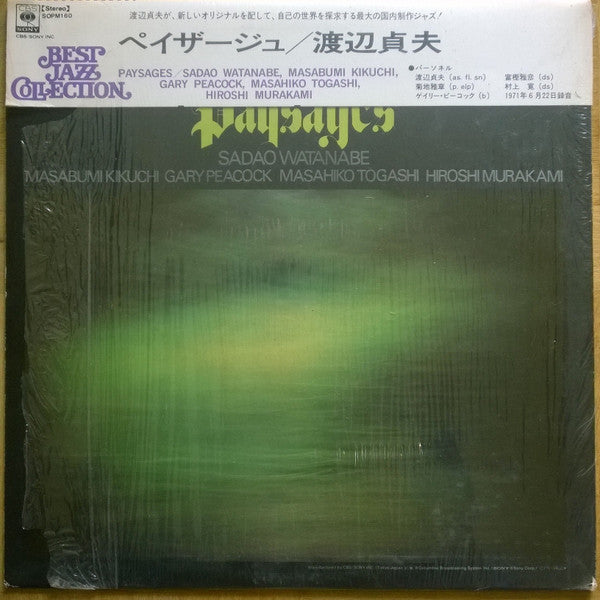 CBS
SONY
CBS/SONY INC.
【Stereo】
SOPM160
渡辺貞夫が、新しいオリジナルを配して、自己の世界を探求する最大の国内制作ジャズ!
ペイザージュ/渡辺貞夫
BEST
JAZZ
COLLECTION
PAYSAGES/SADAO WATANABE, MASABUMI KIKUCHI,
GARY PEACOCK, MASAHIKO TOGASHI,
HIROSHI MURAKAMI
●パーソネル
渡辺貞夫(as. fl. sn) 富樫雅彦(ds)
菊地雅章(p. elp) 村上 寛(ds)
ゲイリー・ピーコック(b) 1971年6月22日録音
Paysages
SADAO WATANABE
MASABUMI KIKUCHI GARY PEACOCK MASAHIKO TOGASHI HIROSHI MURAKAMI
Manufactured by CBS/SONY INC.